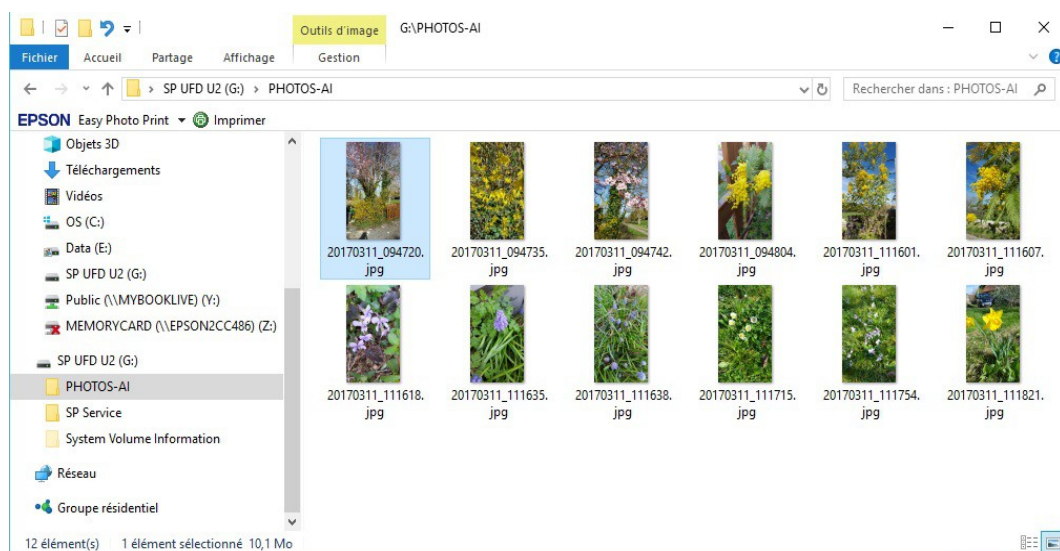 Outils d'image
G:\PHOTOS-AI
Fichier
Accueil
Partage
Affichage
Gestion
SP UFD U2 (G:) > PHOTOS-AI
Rechercher dans : PHOTOS-AI
EPSON Easy Photo Print
Imprimer
Objets 3D
Téléchargements
Vidéos
OS (C:)
Data (E:)
SP UFD U2 (G:)
Public (\\MYBOOKLIVE) (Y:)
MEMORYCARD (\\EPSON2CC486) (Z:)
SP UFD U2 (G:)
PHOTOS-AI
SP Service
System Volume Information
Réseau
Groupe résidentiel
20170311_094720.
jpg
20170311_094735.
jpg
20170311_094742.
jpg
20170311_094804.
jpg
20170311_111601.
jpg
20170311_111607.
jpg
20170311_111618.
jpg
20170311_111635.
jpg
20170311_111638.
jpg
20170311_111715.
jpg
20170311_111754.
jpg
20170311_111821.
jpg
12 élément(s)
1 élément sélectionné 10,1 Mo